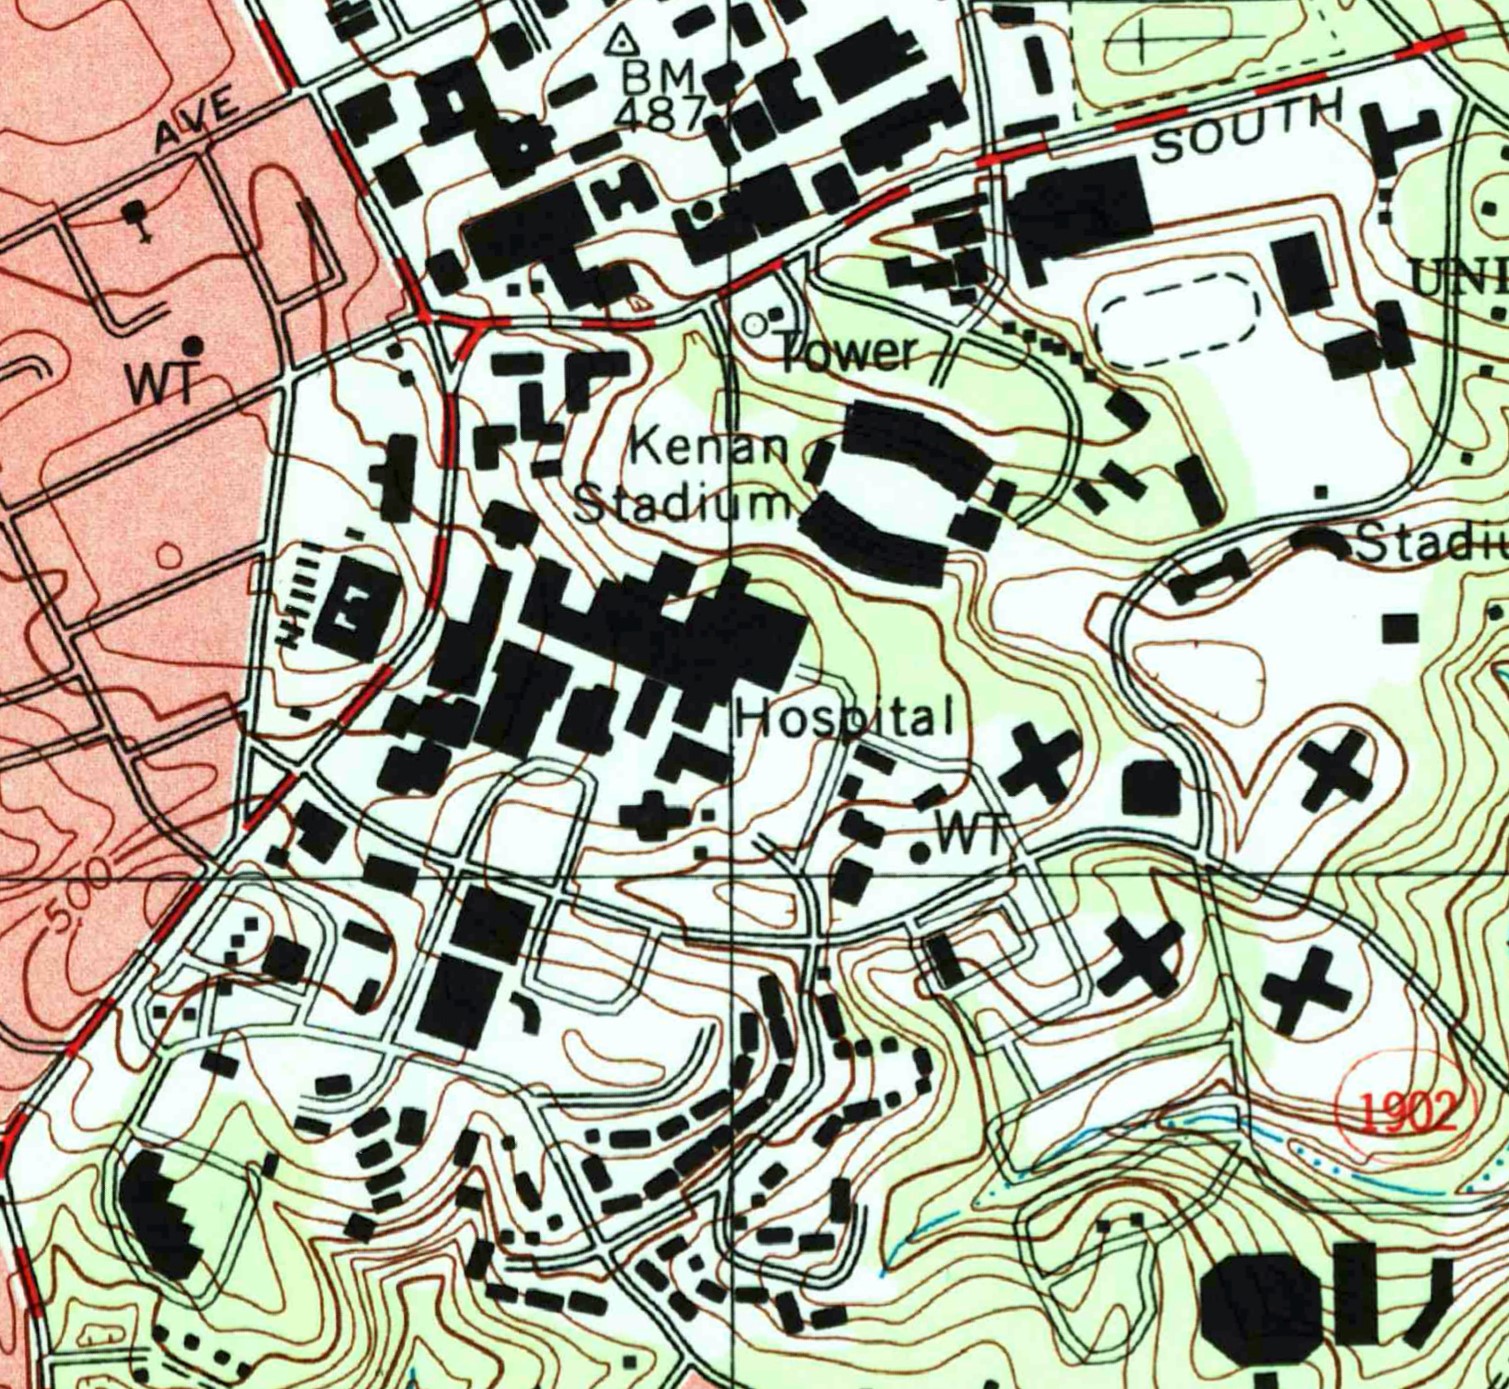 AVE
BM
487
SOUTH
UNI
WT
Tower
Kenan
Stadium
Stadiu
Hospital
WT
500
1902